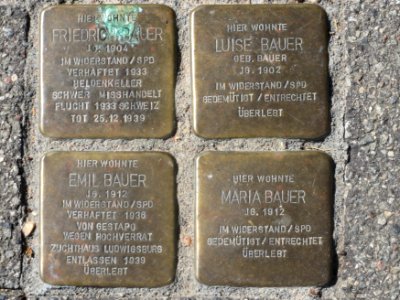 HIER WOHNTE
FRIEDRICH BAUER
JG. 1904
IM WIDERSTAND / SPD
VERHAFTET 1933
HELDENKELLER
SCHWER MISSHANDELT
FLUCHT 1933 SCHWEIZ
TOT 25.12.1939
HIER WOHNTE
LUISE BAUER
GEB. BAUER
JG. 1902
IM WIDERSTAND / SPD
GEDEMÜTIGT / ENTRECHTET
ÜBERLEBT
HIER WOHNTE
EMIL BAUER
JG. 1912
IM WIDERSTAND / SPD
VERHAFTET 1936
VON GESTAPO
WEGEN HOCHVERRAT
ZUCHTHAUS LUDWIGSBURG
ENTLASSEN 1939
ÜBERLEBT
HIER WOHNTE
MARIA BAUER
JG. 1912
IM WIDERSTAND / SPD
GEDEMÜTIGT / ENTRECHTET
ÜBERLEBT